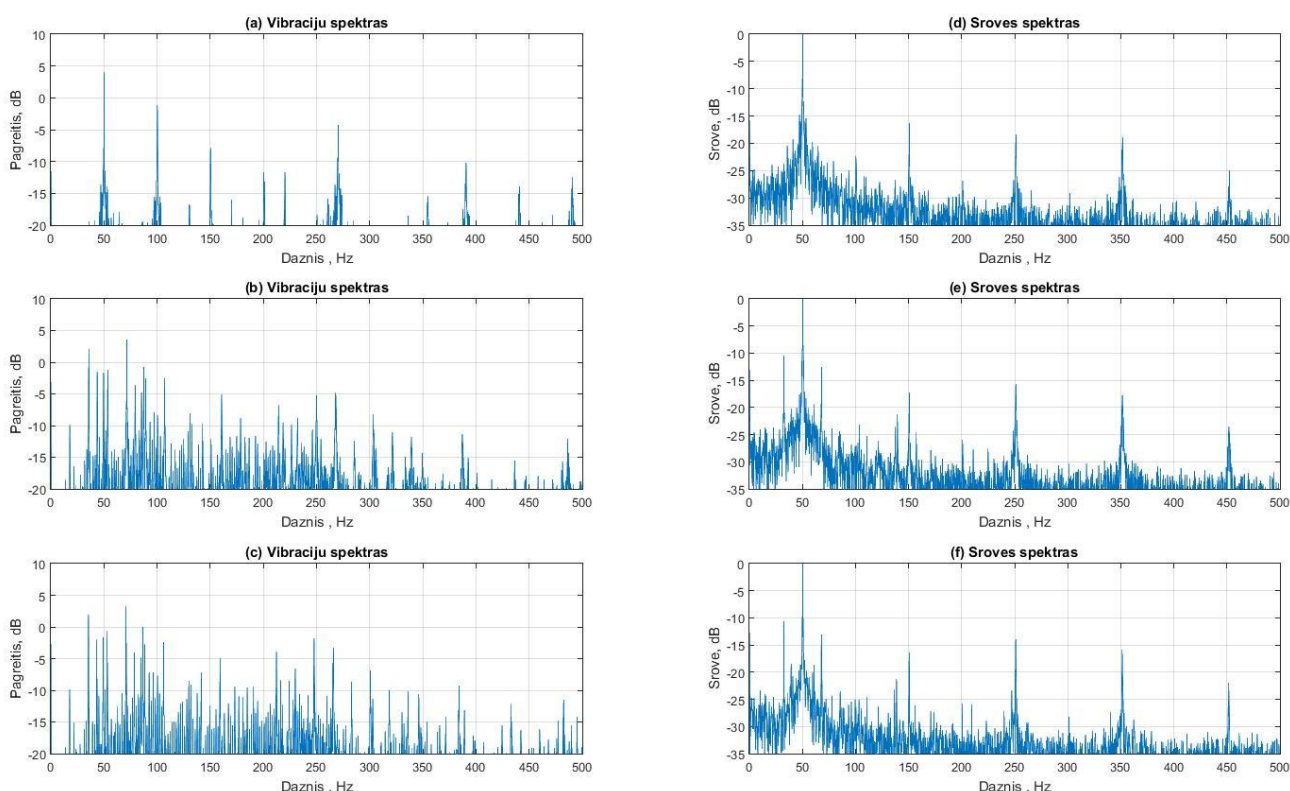 (a) Vibraciju spektras
10
5
0
-5
-10
-15
-20
Pagreitis, dB
0 50 100 150 200 250 300 350 400 450 500
Daznis , Hz
(d) Sroves spektras
0
-5
-10
-15
-20
-25
-30
-35
Srove, dB
0 50 100 150 200 250 300 350 400 450 500
Daznis , Hz
(b) Vibraciju spektras
10
5
0
-5
-10
-15
-20
Pagreitis, dB
0 50 100 150 200 250 300 350 400 450 500
Daznis , Hz
(e) Sroves spektras
0
-5
-10
-15
-20
-25
-30
-35
Srove, dB
0 50 100 150 200 250 300 350 400 450 500
Daznis , Hz
(c) Vibraciju spektras
10
5
0
-5
-10
-15
-20
Pagreitis, dB
0 50 100 150 200 250 300 350 400 450 500
Daznis , Hz
(f) Sroves spektras
0
-5
-10
-15
-20
-25
-30
-35
Srove, dB
0 50 100 150 200 250 300 350 400 450 500
Daznis , Hz